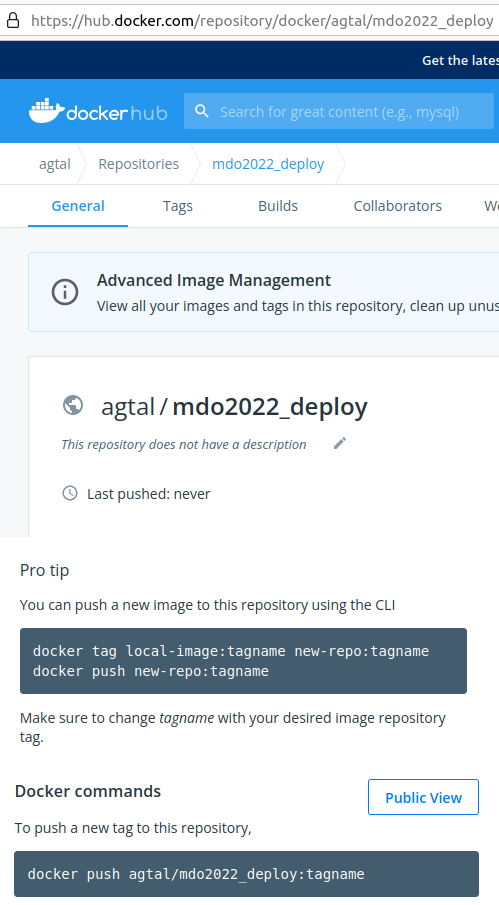 https://hub.docker.com/repository/docker/agtal/mdo2022_deploy
Get the lates
dockerhub
Search for great content (e.g., mysql)
agtal
Repositories
mdo2022_deploy
General
Tags
Builds
Collaborators
We
Advanced Image Management
View all your images and tags in this repository, clean up unus
agtal / mdo2022_deploy
This repository does not have a description
Last pushed: never
Pro tip
You can push a new image to this repository using the CLI
docker tag local-image:tagname new-repo:tagname
docker push new-repo:tagname
Make sure to change tagname with your desired image repository
tag.
Docker commands
Public View
To push a new tag to this repository,
docker push agtal/mdo2022_deploy:tagname